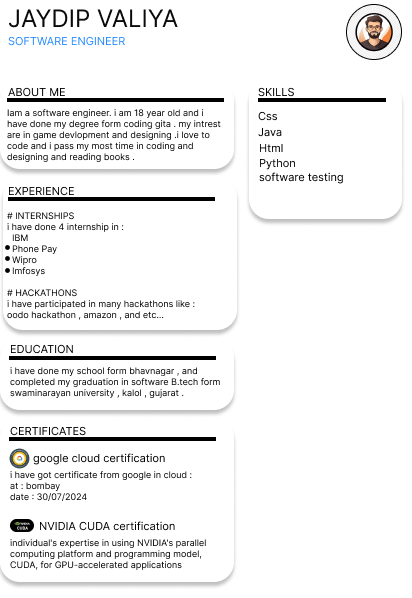 JAYDIP VALIYA
SOFTWARE ENGINEER
ABOUT ME
Iam a software engineer. i am 18 year old and i
have done my degree form coding gita . my intrest
are in game devlopment and designing .i love to
code and i pass my most time in coding and
designing and reading books .
EXPERIENCE
# INTERNSHIPS
i have done 4 internship in :
IBM
Phone Pay
Wipro
Imfosys
# HACKATHONS
i have participated in many hackathons like :
oodo hackathon , amazon , and etc...
EDUCATION
i have done my school form bhavnagar , and
completed my graduation in software B.tech form
swaminarayan university , kalol , gujarat .
CERTIFICATES
google cloud certification
i have got certificate from google in cloud :
at : bombay
date : 30/07/2024
NVIDIA CUDA certification
individual's expertise in using NVIDIA's parallel
computing platform and programming model,
CUDA, for GPU-accelerated applications
SKILLS
Css
Java
Html
Python
software testing